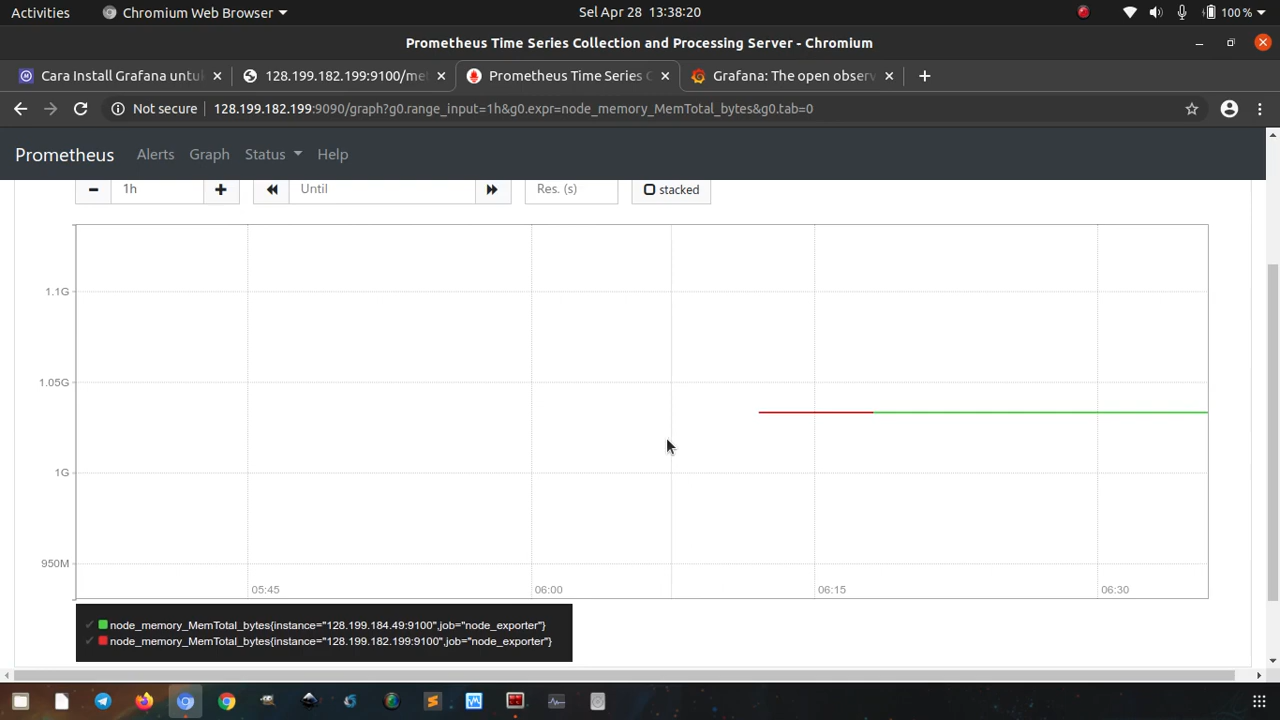 Activities Chromium Web Browser Sel Apr 28 13:38:20 100 %
Prometheus Time Series Collection and Processing Server - Chromium
Cara Install Grafana untu 128.199.182.199:9100/me Prometheus Time Series C Grafana: The open observ
Not secure 128.199.182.199:9090/graph?g0.range_input=1h&g0.expr=node_memory_MemTotal_bytes&g0.tab=0
Prometheus Alerts Graph Status Help
1h Until Res. (s) stacked
1.1G
1.05G
1G
950M
05:45 06:00 06:15 06:30
node_memory_MemTotal_bytes{instance="128.199.184.49:9100",job="node_exporter"}
node_memory_MemTotal_bytes{instance="128.199.182.199:9100",job="node_exporter"}